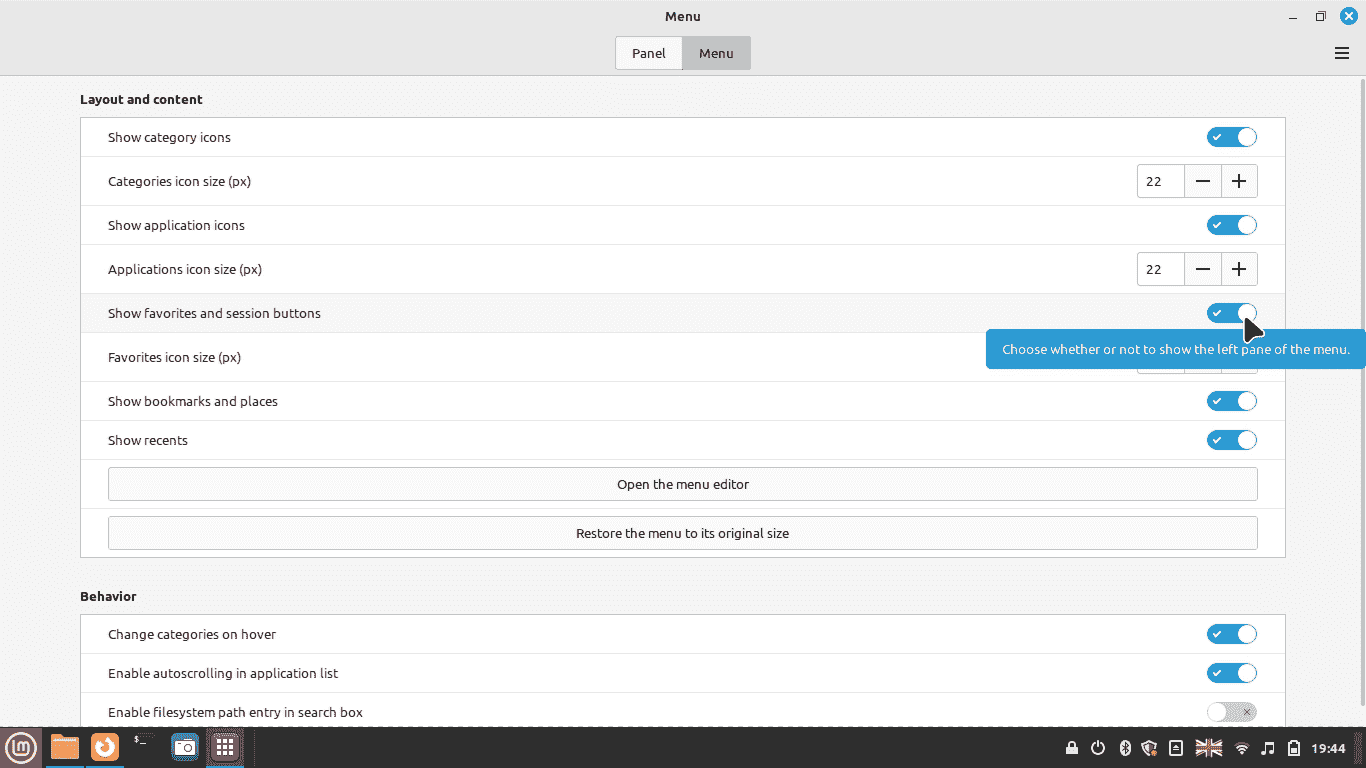 Menu
Panel
Menu
Layout and content
Show category icons
Categories icon size (px)
22
Show application icons
Applications icon size (px)
22
Show favorites and session buttons
Choose whether or not to show the left pane of the menu.
Favorites icon size (px)
Show bookmarks and places
Show recents
Open the menu editor
Restore the menu to its original size
Behavior
Change categories on hover
Enable autoscrolling in application list
Enable filesystem path entry in search box
19:44